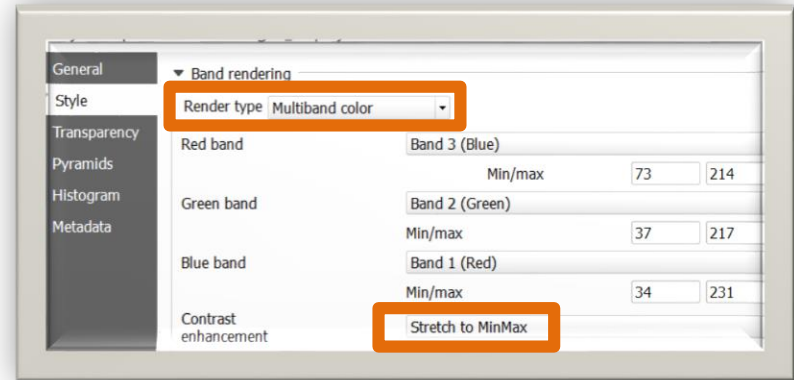 General
Style
Transparency
Pyramids
Histogram
Metadata
▼ Band rendering
Render type Multiband color
Red band Band 3 (Blue)
Min/max 73 214
Green band Band 2 (Green)
Min/max 37 217
Blue band Band 1 (Red)
Min/max 34 231
Contrast
enhancement Stretch to MinMax